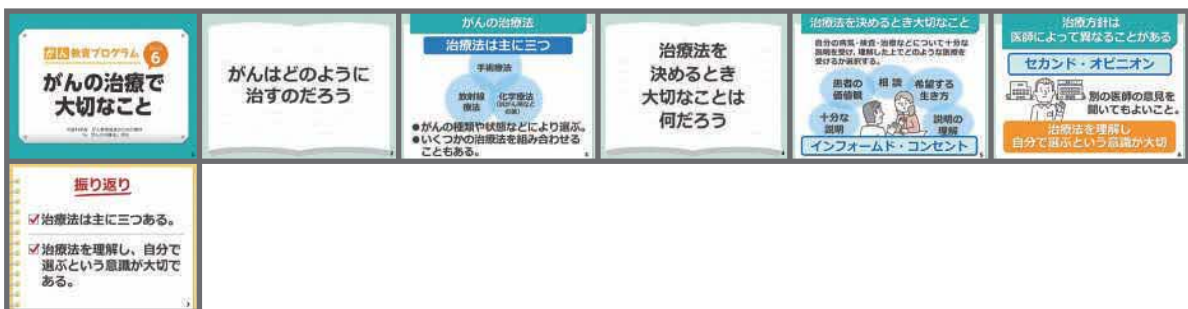 がん教育プログラム
6
がんの治療で
大切なこと
がんはどのように
治すのだろう
がんの治療法
治療法は主に三つ
手術療法
放射線
療法
化学療法
●がんの種類や状態などにより選ぶ。
●いくつかの治療法を組み合わせる
こともある。
治療法を
決めるとき
大切なことは
何だろう
治療法を決めるとき大切なこと
自分の病気・検査・治療などについて十分な
説明を受け、理解した上でどのような医療を
受けるか選択する。
患者の
価値観
相談
希望する
生き方
十分な
説明
説明の
理解
インフォームド・コンセント
治療方針は
医師によって異なることがある
セカンド・オピニオン
別の医師の意見を
聞いてもよいこと。
治療法を理解し
自分で選ぶという意識が大切
振り返り
治療法は主に三つある。
治療法を理解し、自分で
選ぶという意識が大切で
ある。